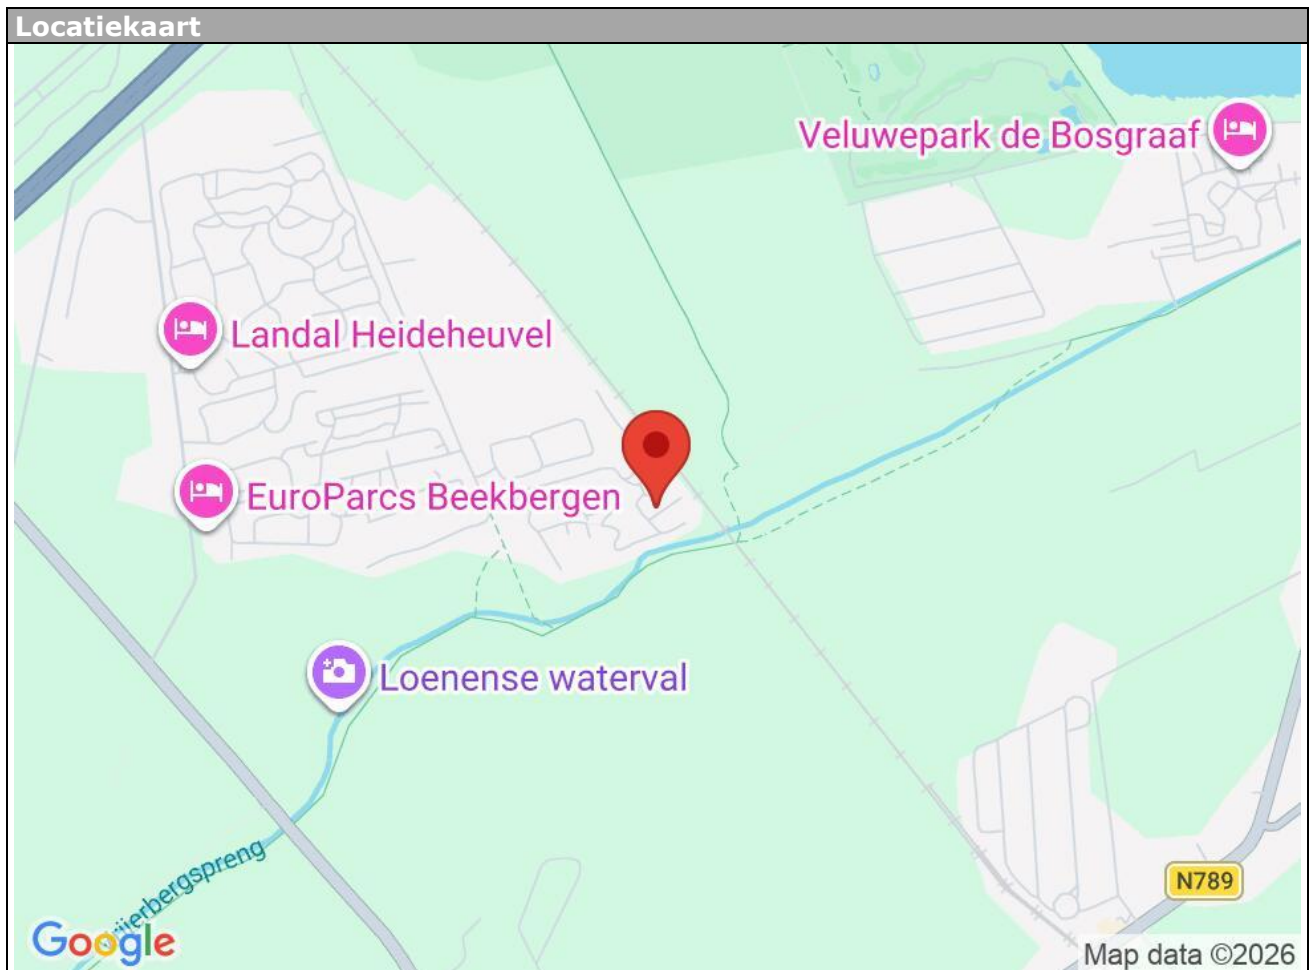 Locatiekaart
Veluwepark de Bosgraaf
Landal Heideheuvel
EuroParcs Beekbergen
Loenense waterval
N789
Google
Map data ©2026